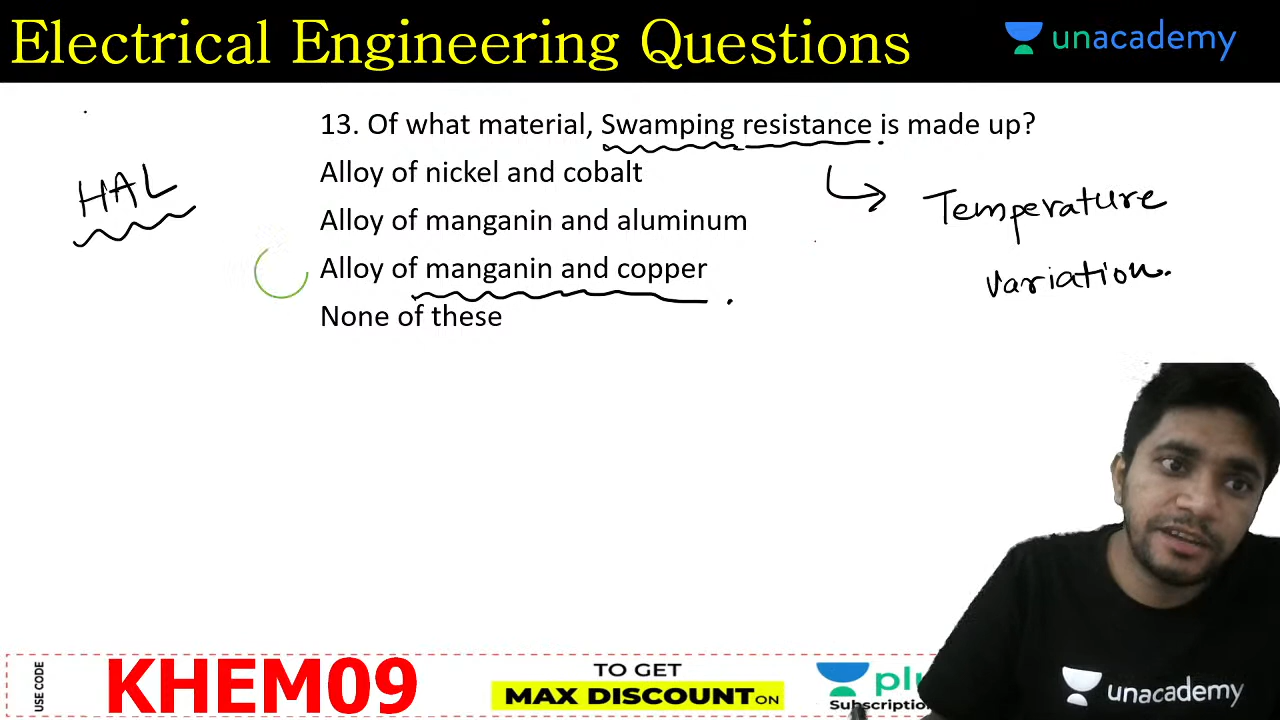 Electrical Engineering Questions
unacademy
13. Of what material, Swamping resistance is made up?
Alloy of nickel and cobalt
Alloy of manganin and aluminum
Alloy of manganin and copper
None of these
HAL
Temperature
variation.
USE CODE
KHEM09
TO GET
MAX DISCOUNT ON
plu
Subscription
unacademy